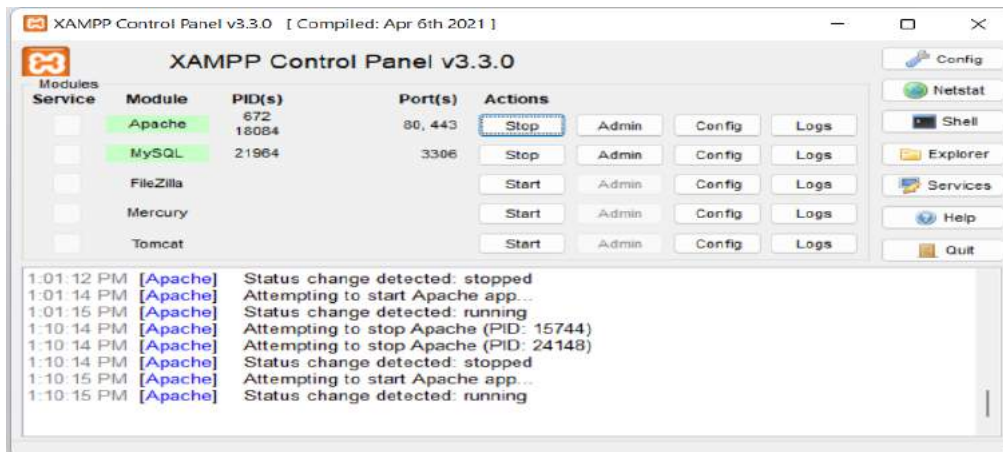 XAMPP Control Panel v3.3.0 [ Compiled: Apr 6th 2021 ]
XAMPP Control Panel v3.3.0
Config
Modules
Service Module PID(s) Port(s) Actions
Netstat
Apache 672 18084 80, 443 Stop Admin Config Logs
Shell
MySQL 21964 3306 Stop Admin Config Logs
Explorer
FileZilla Start Admin Config Logs
Services
Mercury Start Admin Config Logs
Help
Tomcat Start Admin Config Logs
Quit
1:01:12 PM [Apache] Status change detected: stopped
1:01:14 PM [Apache] Attempting to start Apache app...
1:01:15 PM [Apache] Status change detected: running
1:10:14 PM [Apache] Attempting to stop Apache (PID: 15744)
1:10:14 PM [Apache] Attempting to stop Apache (PID: 24148)
1:10:14 PM [Apache] Status change detected: stopped
1:10:15 PM [Apache] Attempting to start Apache app...
1:10:15 PM [Apache] Status change detected: running